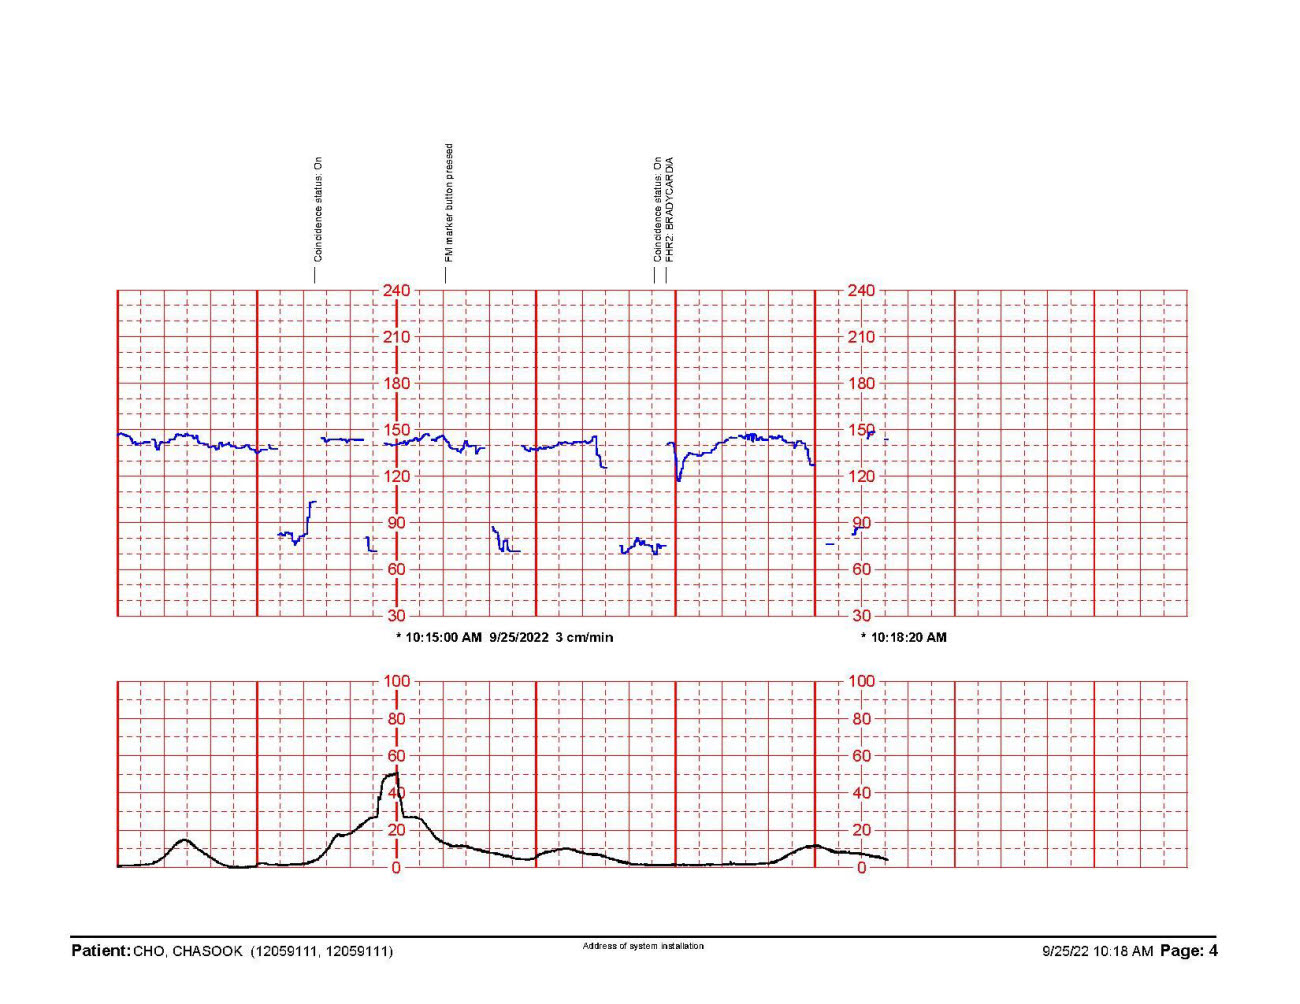 Coincidence status: On
FM marker button pressed
Coincidence status: On
FHR2: BRADYCARDIA
240 240
210 210
180 180
150 150
120 120
90 90
60 60
30 30
* 10:15:00 AM 9/25/2022 3 cm/min * 10:18:20 AM
100 100
80 80
60 60
40 40
20 20
0 0
Patient: CHO, CHASOOK (12059111, 12059111) Address of system installation 9/25/22 10:18 AM Page: 4